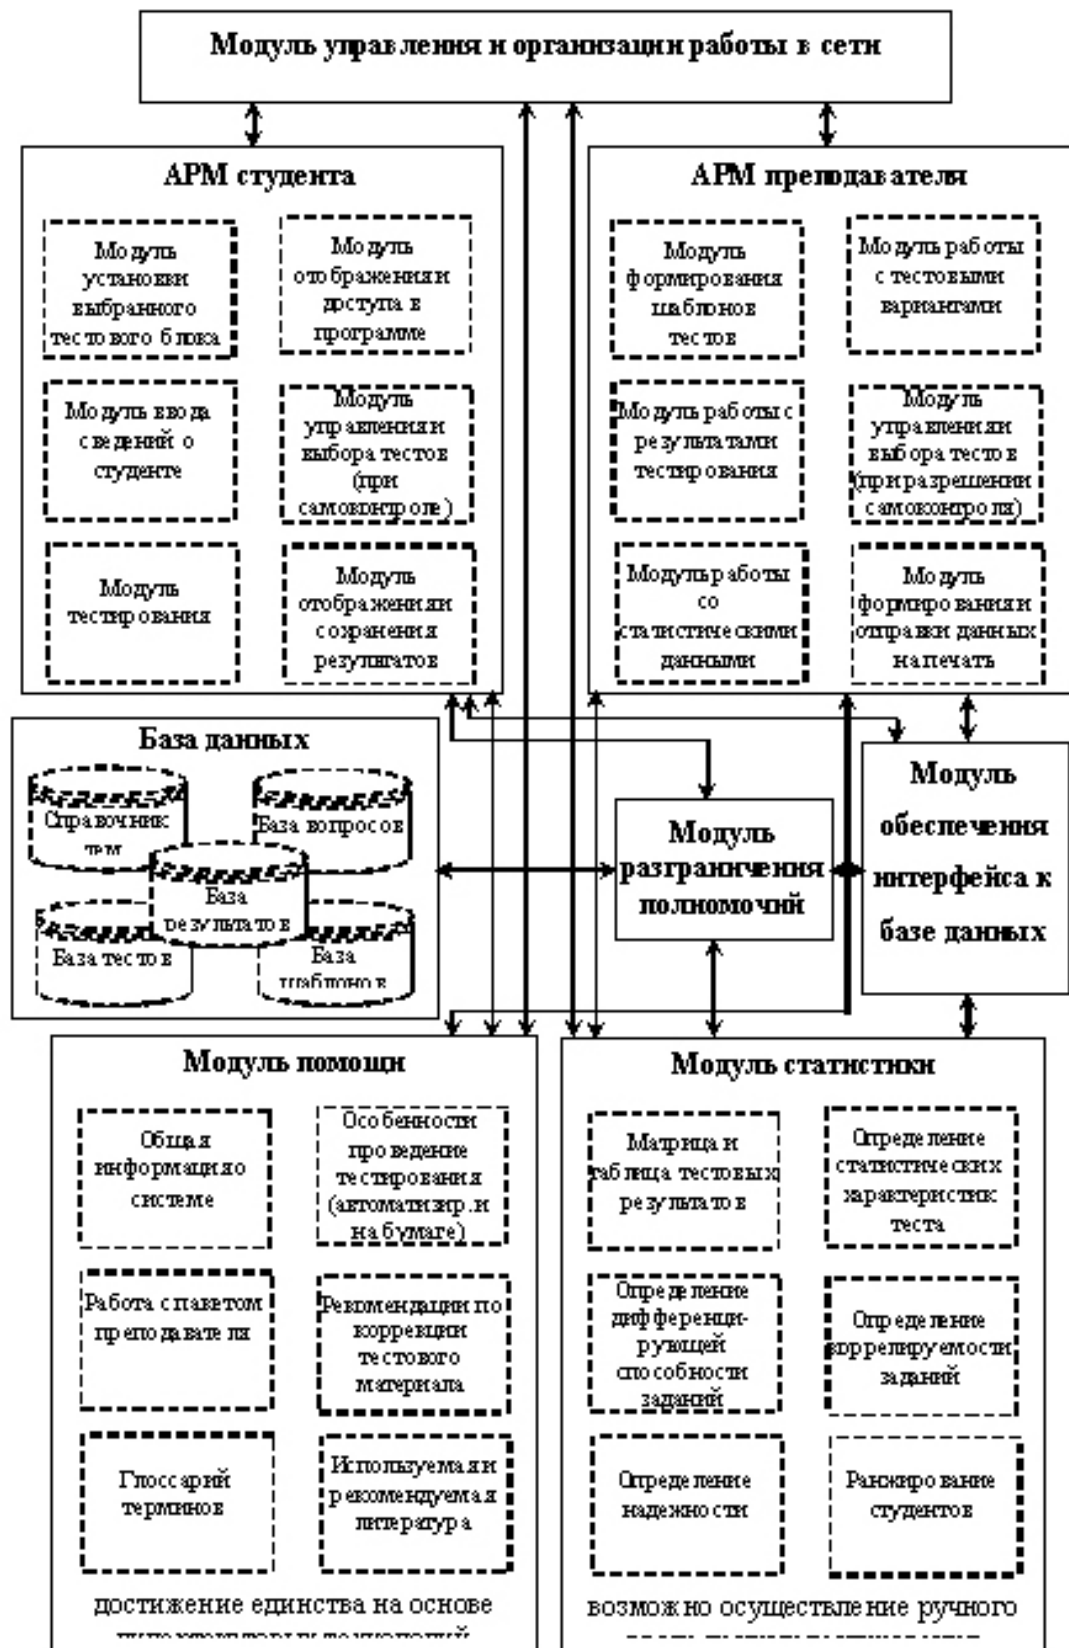 Модуль управления и организации работы в сети
АРМ студента
Модуль
установки
выбранного
тестового блока
Модуль
отображения и
доступа в
программе
Модуль ввода
сведений о
студенте
Модуль
управления и
выбора тестов
(при
самоконтроле)
Модуль
тестирования
Модуль
отображения и
сохранения
результатов
АРМ преподавателя
Модуль
формирования
шаблонов
тестов
Модуль работы
с тестовыми
вариантами
Модуль работы с
результатами
тестирования
Модуль
управления и
выбора тестов
(при разрешении
самоконтроля)
Модуль работы
со
статистическими
данными
Модуль
формирования и
отправки данных
на печать
База данных
Справочник
тем
База вопросов
База
результатов
База тестов
База
шаблонов
Модуль
разграничения
полномочий
Модуль
обеспечения
интерфейса к
базе данных
Модуль помощи
Общая
информация о
системе
Особенности
проведение
тестирования
(автоматизир. и
на бумаге)
Работа с пакетом
преподавателя
Рекомендации по
коррекции
тестового
материала
Глоссарий
терминов
Используемая и
рекомендуемая
литература
достижение единства на основе
Модуль статистики
Матрица и
таблица тестовых
результатов
Определение
статистических
характеристик
теста
Определение
дифференци-
рующей
способности
заданий
Определение
коррелируемости
заданий
Определение
надежности
Ранжирование
студентов
возможно осуществление ручного